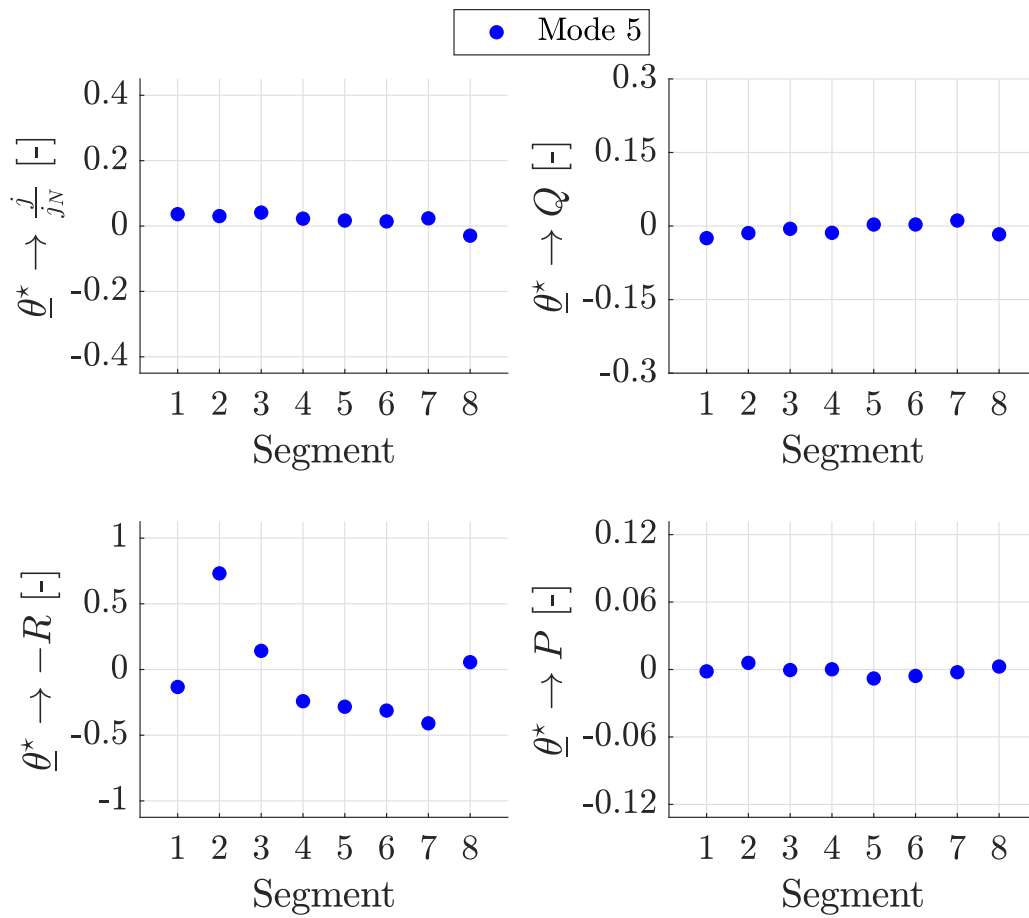 Mode 5
θ* → j/j_N [-]
0.4
0.2
0
-0.2
-0.4
1 2 3 4 5 6 7 8
Segment
θ* → Q [-]
0.3
0.15
0
-0.15
-0.3
1 2 3 4 5 6 7 8
Segment
θ* → −R [-]
1
0.5
0
-0.5
-1
1 2 3 4 5 6 7 8
Segment
θ* → P [-]
0.12
0.06
0
-0.06
-0.12
1 2 3 4 5 6 7 8
Segment